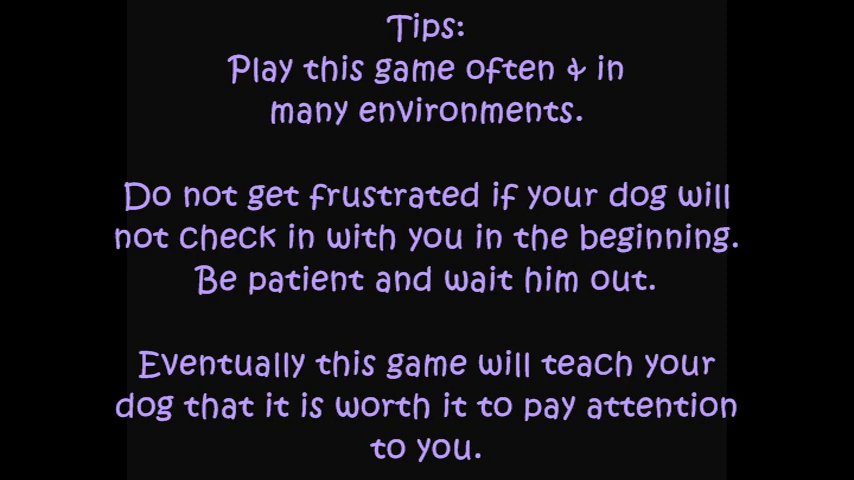 Tips:
Play this game often & in
many environments.
Do not get frustrated if your dog will
not check in with you in the beginning.
Be patient and wait him out.
Eventually this game will teach your
dog that it is worth it to pay attention
to you.